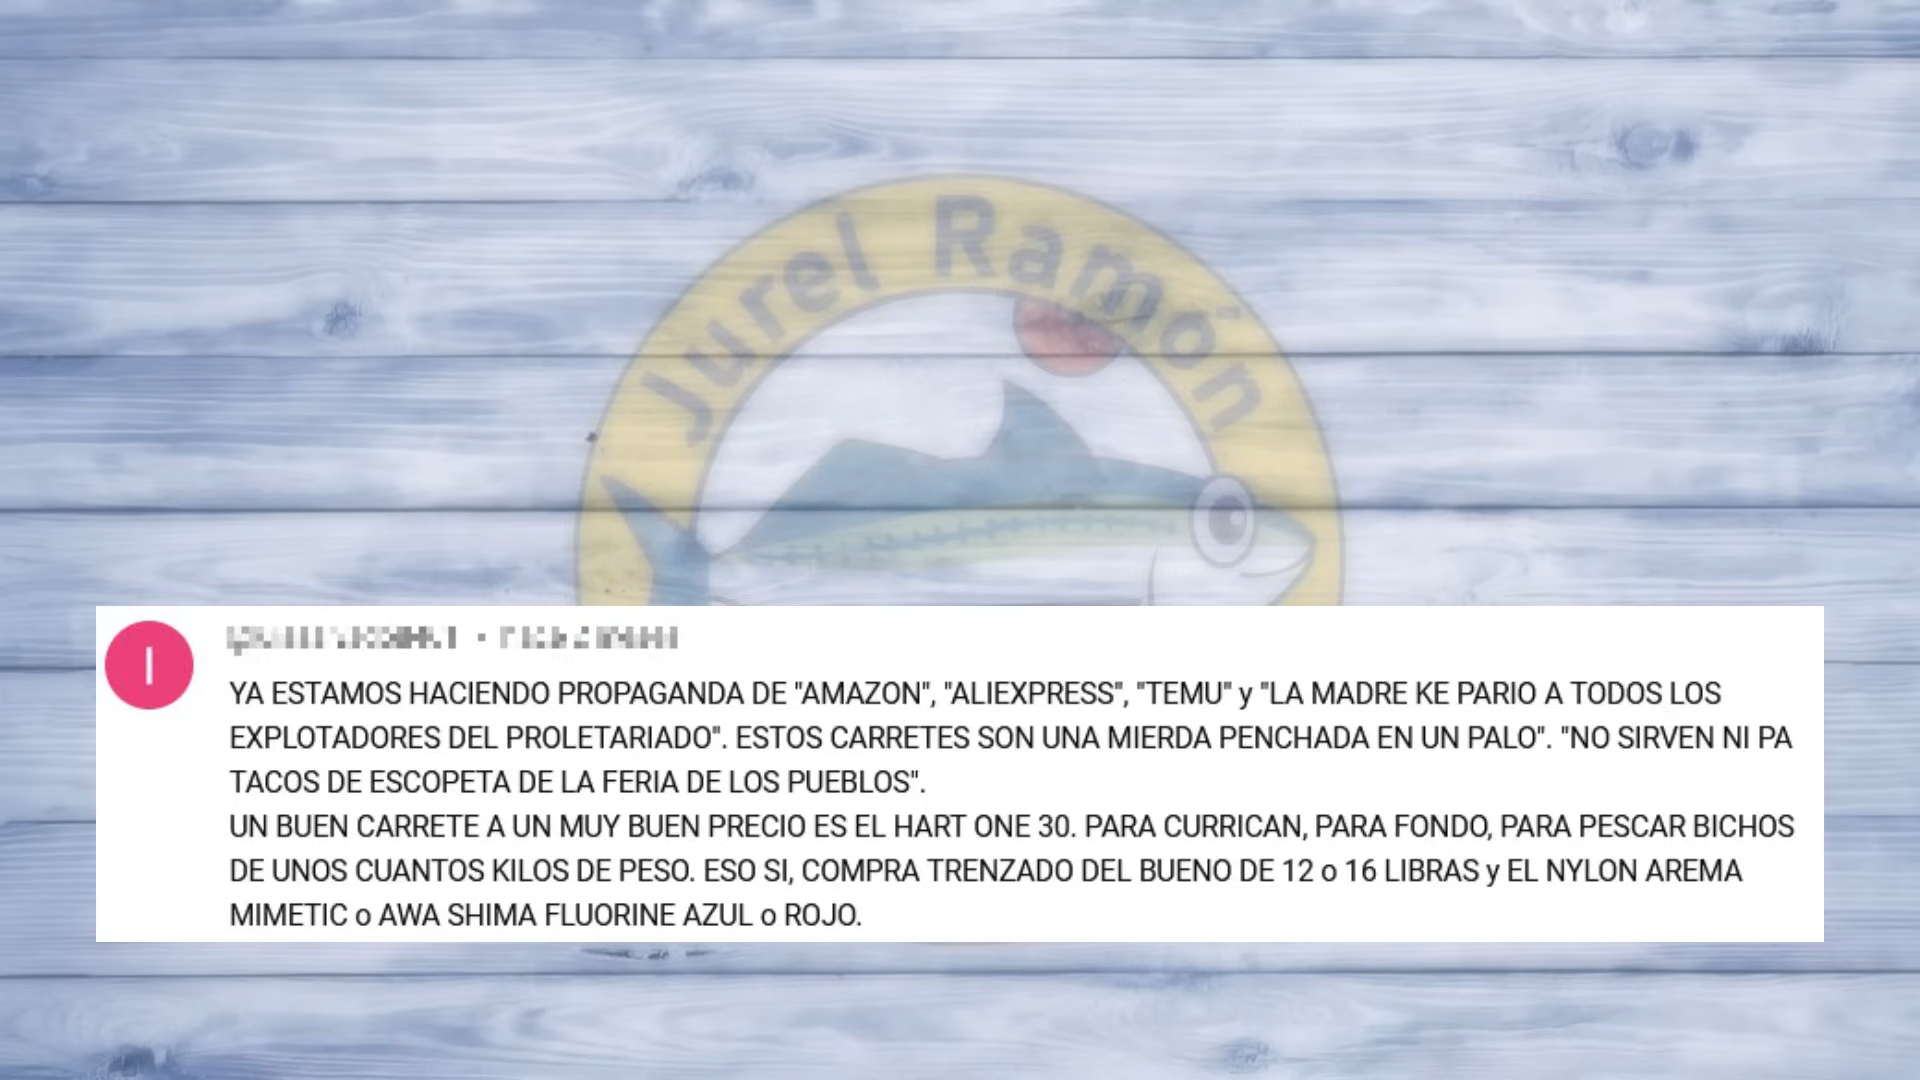 Jurel Ramón
I
YA ESTAMOS HACIENDO PROPAGANDA DE "AMAZON", "ALIEXPRESS", "TEMU" y "LA MADRE KE PARIO A TODOS LOS
EXPLOTADORES DEL PROLETARIADO". ESTOS CARRETES SON UNA MIERDA PENCHADA EN UN PALO". "NO SIRVEN NI PA
TACOS DE ESCOPETA DE LA FERIA DE LOS PUEBLOS".
UN BUEN CARRETE A UN MUY BUEN PRECIO ES EL HART ONE 30. PARA CURRICAN, PARA FONDO, PARA PESCAR BICHOS
DE UNOS CUANTOS KILOS DE PESO. ESO SI, COMPRA TRENZADO DEL BUENO DE 12 o 16 LIBRAS y EL NYLON AREMA
MIMETIC o AWA SHIMA FLUORINE AZUL o ROJO.